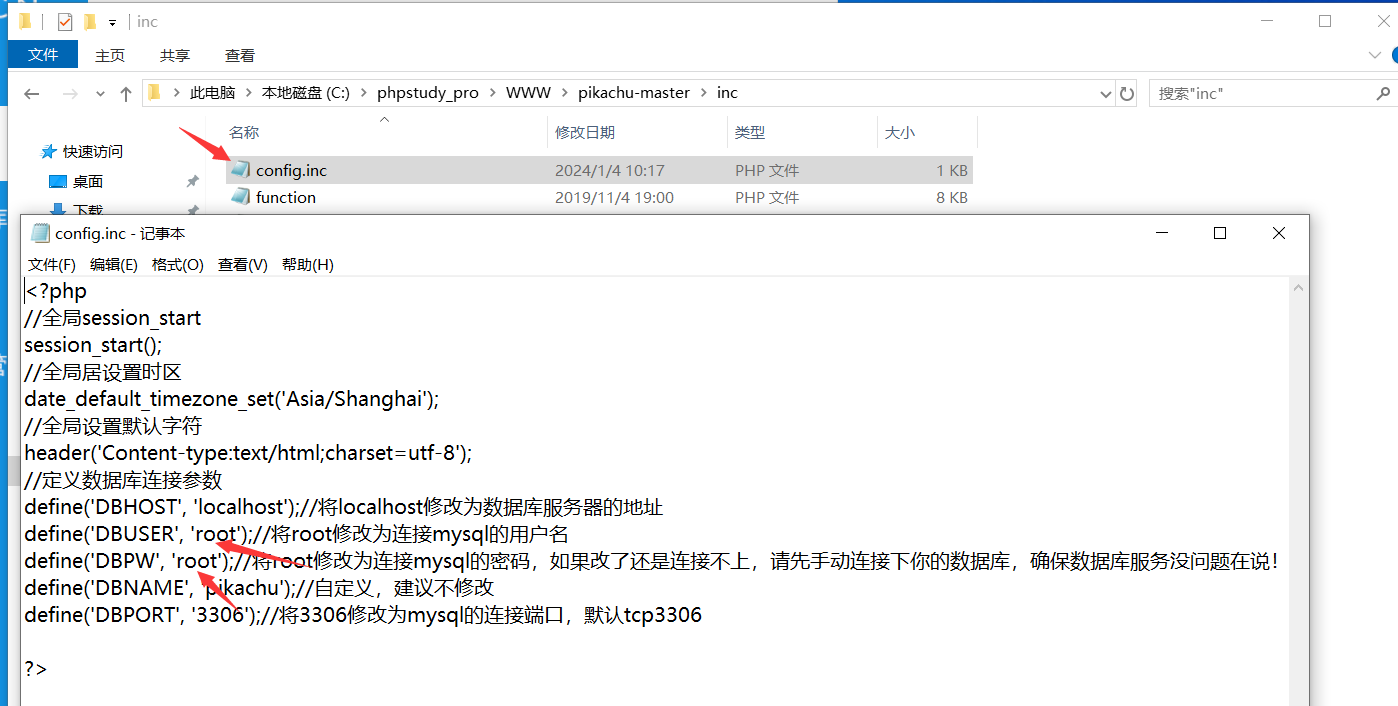 inc
文件 主页 共享 查看
此电脑 本地磁盘 (C:) phpstudy_pro WWW pikachu-master inc
搜索"inc"
名称 修改日期 类型 大小
快速访问
config.inc 2024/1/4 10:17 PHP 文件 1 KB
桌面
function 2019/11/4 19:00 PHP 文件 8 KB
下载
config.inc - 记事本
文件(F) 编辑(E) 格式(O) 查看(V) 帮助(H)
<?php
//全局session_start
session_start();
//全局居设置时区
date_default_timezone_set('Asia/Shanghai');
//全局设置默认字符
header('Content-type:text/html;charset=utf-8');
//定义数据库连接参数
define('DBHOST', 'localhost');//将localhost修改为数据库服务器的地址
define('DBUSER', 'root');//将root修改为连接mysql的用户名
define('DBPW', 'root');//将root修改为连接mysql的密码，如果改了还是连接不上，请先手动连接下你的数据库，确保数据库服务没问题在说！
define('DBNAME', 'pikachu');//自定义，建议不修改
define('DBPORT', '3306');//将3306修改为mysql的连接端口，默认tcp3306
?>